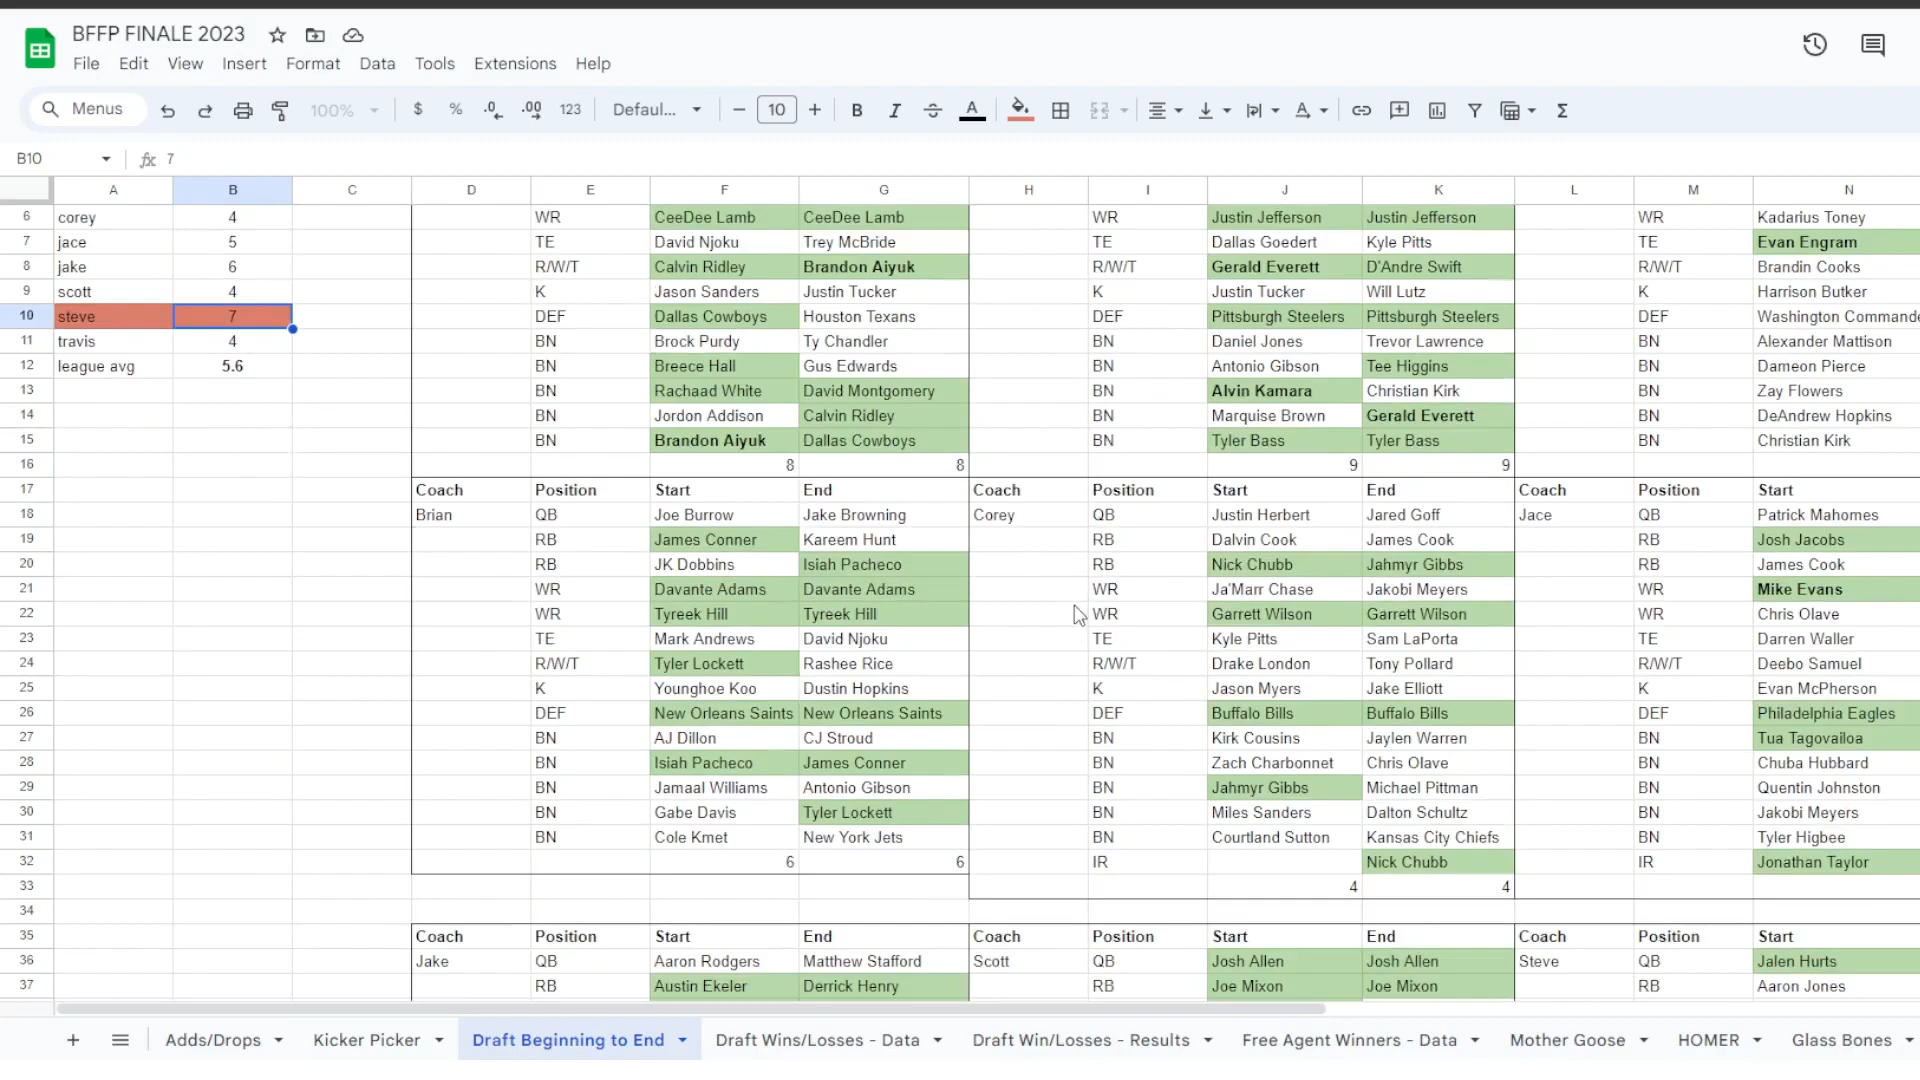 BFFP FINALE 2023
File Edit View Insert Format Data Tools Extensions Help
Menus 100% $ % .0 .00 123 Defaul... 10 B I A A Σ
B10 fx 7
A B C D E F G H I J K L M N
6 corey 4 WR CeeDee Lamb CeeDee Lamb WR Justin Jefferson Justin Jefferson WR Kadarius Toney
7 jace 5 TE David Njoku Trey McBride TE Dallas Goedert Kyle Pitts TE Evan Engram
8 jake 6 R/W/T Calvin Ridley Brandon Aiyuk R/W/T Gerald Everett D'Andre Swift R/W/T Brandin Cooks
9 scott 4 K Jason Sanders Justin Tucker K Justin Tucker Will Lutz K Harrison Butker
10 steve 7 DEF Dallas Cowboys Houston Texans DEF Pittsburgh Steelers Pittsburgh Steelers DEF Washington Commande
11 travis 4 BN Brock Purdy Ty Chandler BN Daniel Jones Trevor Lawrence BN Alexander Mattison
12 league avg 5.6 BN Breece Hall Gus Edwards BN Antonio Gibson Tee Higgins BN Dameon Pierce
13 BN Rachaad White David Montgomery BN Alvin Kamara Christian Kirk BN Zay Flowers
14 BN Jordon Addison Calvin Ridley BN Marquise Brown Gerald Everett BN DeAndrew Hopkins
15 BN Brandon Aiyuk Dallas Cowboys BN Tyler Bass Tyler Bass BN Christian Kirk
16 8 8 9 9
17 Coach Position Start End Coach Position Start End Coach Position Start
18 Brian QB Joe Burrow Jake Browning Corey QB Justin Herbert Jared Goff Jace QB Patrick Mahomes
19 RB James Conner Kareem Hunt RB Dalvin Cook James Cook RB Josh Jacobs
20 RB JK Dobbins Isiah Pacheco RB Nick Chubb Jahmyr Gibbs RB James Cook
21 WR Davante Adams Davante Adams WR Ja'Marr Chase Jakobi Meyers WR Mike Evans
22 WR Tyreek Hill Tyreek Hill WR Garrett Wilson Garrett Wilson WR Chris Olave
23 TE Mark Andrews David Njoku TE Kyle Pitts Sam LaPorta TE Darren Waller
24 R/W/T Tyler Lockett Rashee Rice R/W/T Drake London Tony Pollard R/W/T Deebo Samuel
25 K Younghoe Koo Dustin Hopkins K Jason Myers Jake Elliott K Evan McPherson
26 DEF New Orleans Saints New Orleans Saints DEF Buffalo Bills Buffalo Bills DEF Philadelphia Eagles
27 BN AJ Dillon CJ Stroud BN Kirk Cousins Jaylen Warren BN Tua Tagovailoa
28 BN Isiah Pacheco James Conner BN Zach Charbonnet Chris Olave BN Chuba Hubbard
29 BN Jamaal Williams Antonio Gibson BN Jahmyr Gibbs Michael Pittman BN Quentin Johnston
30 BN Gabe Davis Tyler Lockett BN Miles Sanders Dalton Schultz BN Jakobi Meyers
31 BN Cole Kmet New York Jets BN Courtland Sutton Kansas City Chiefs BN Tyler Higbee
32 6 6 IR Nick Chubb IR Jonathan Taylor
33 4 4
34
35 Coach Position Start End Coach Position Start End Coach Position Start
36 Jake QB Aaron Rodgers Matthew Stafford Scott QB Josh Allen Josh Allen Steve QB Jalen Hurts
37 RB Austin Ekeler Derrick Henry RB Joe Mixon Joe Mixon RB Aaron Jones
Adds/Drops Kicker Picker Draft Beginning to End Draft Wins/Losses - Data Draft Win/Losses - Results Free Agent Winners - Data Mother Goose HOMER Glass Bones